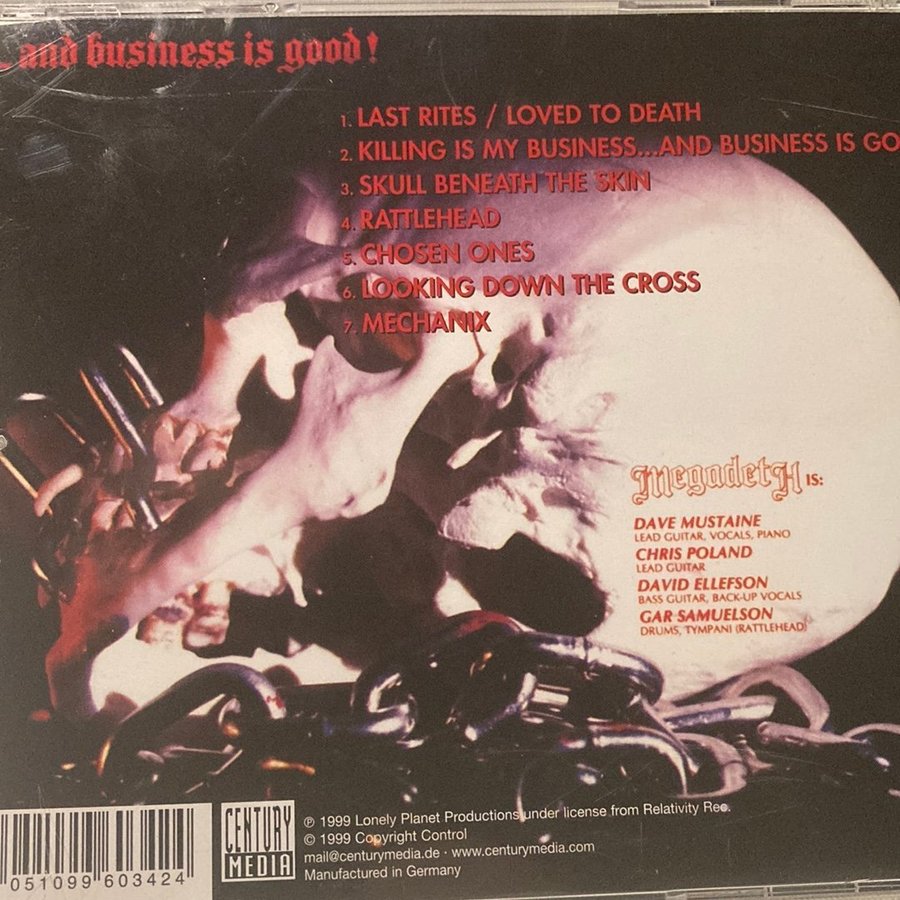 ... and business is good!
1. LAST RITES / LOVED TO DEATH
2. KILLING IS MY BUSINESS...AND BUSINESS IS GO
3. SKULL BENEATH THE SKIN
4. RATTLEHEAD
5. CHOSEN ONES
6. LOOKING DOWN THE CROSS
7. MECHANIX
MegadetH IS:
DAVE MUSTAINE
LEAD GUITAR, VOCALS, PIANO
CHRIS POLAND
LEAD GUITAR
DAVID ELLEFSON
BASS GUITAR, BACK-UP VOCALS
GAR SAMUELSON
DRUMS, TYMPANI (RATTLEHEAD)
051099 603424
CENTURY
MEDIA
℗ 1999 Lonely Planet Productions under license from Relativity Rec.
© 1999 Copyright Control
mail@centurymedia.de · www.centurymedia.com
Manufactured in Germany